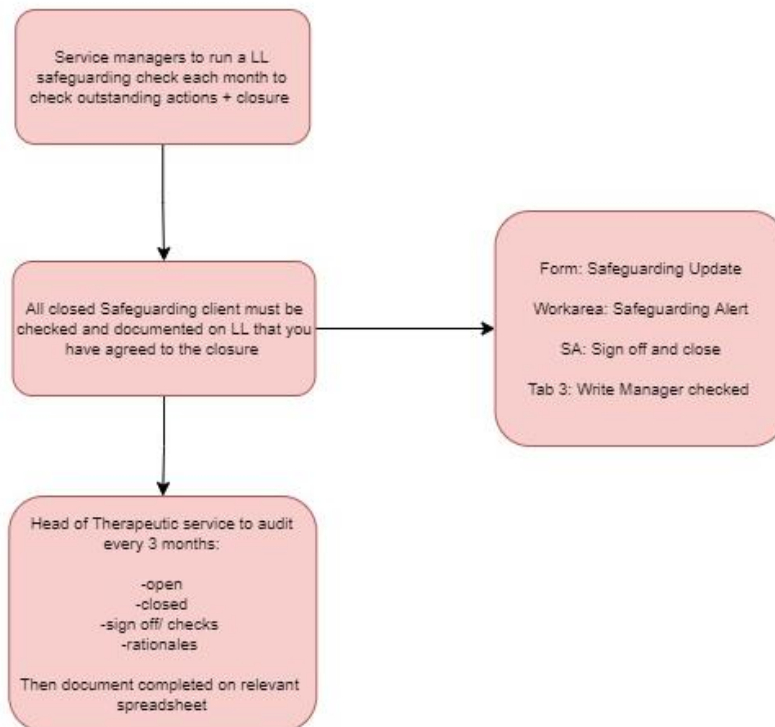 Service managers to run a LL
safeguarding check each month to
check outstanding actions + closure
All closed Safeguarding client must be
checked and documented on LL that you
have agreed to the closure
Form: Safeguarding Update
Workarea: Safeguarding Alert
SA: Sign off and close
Tab 3: Write Manager checked
Head of Therapeutic service to audit
every 3 months:
-open
-closed
-sign off/ checks
-rationales
Then document completed on relevant
spreadsheet